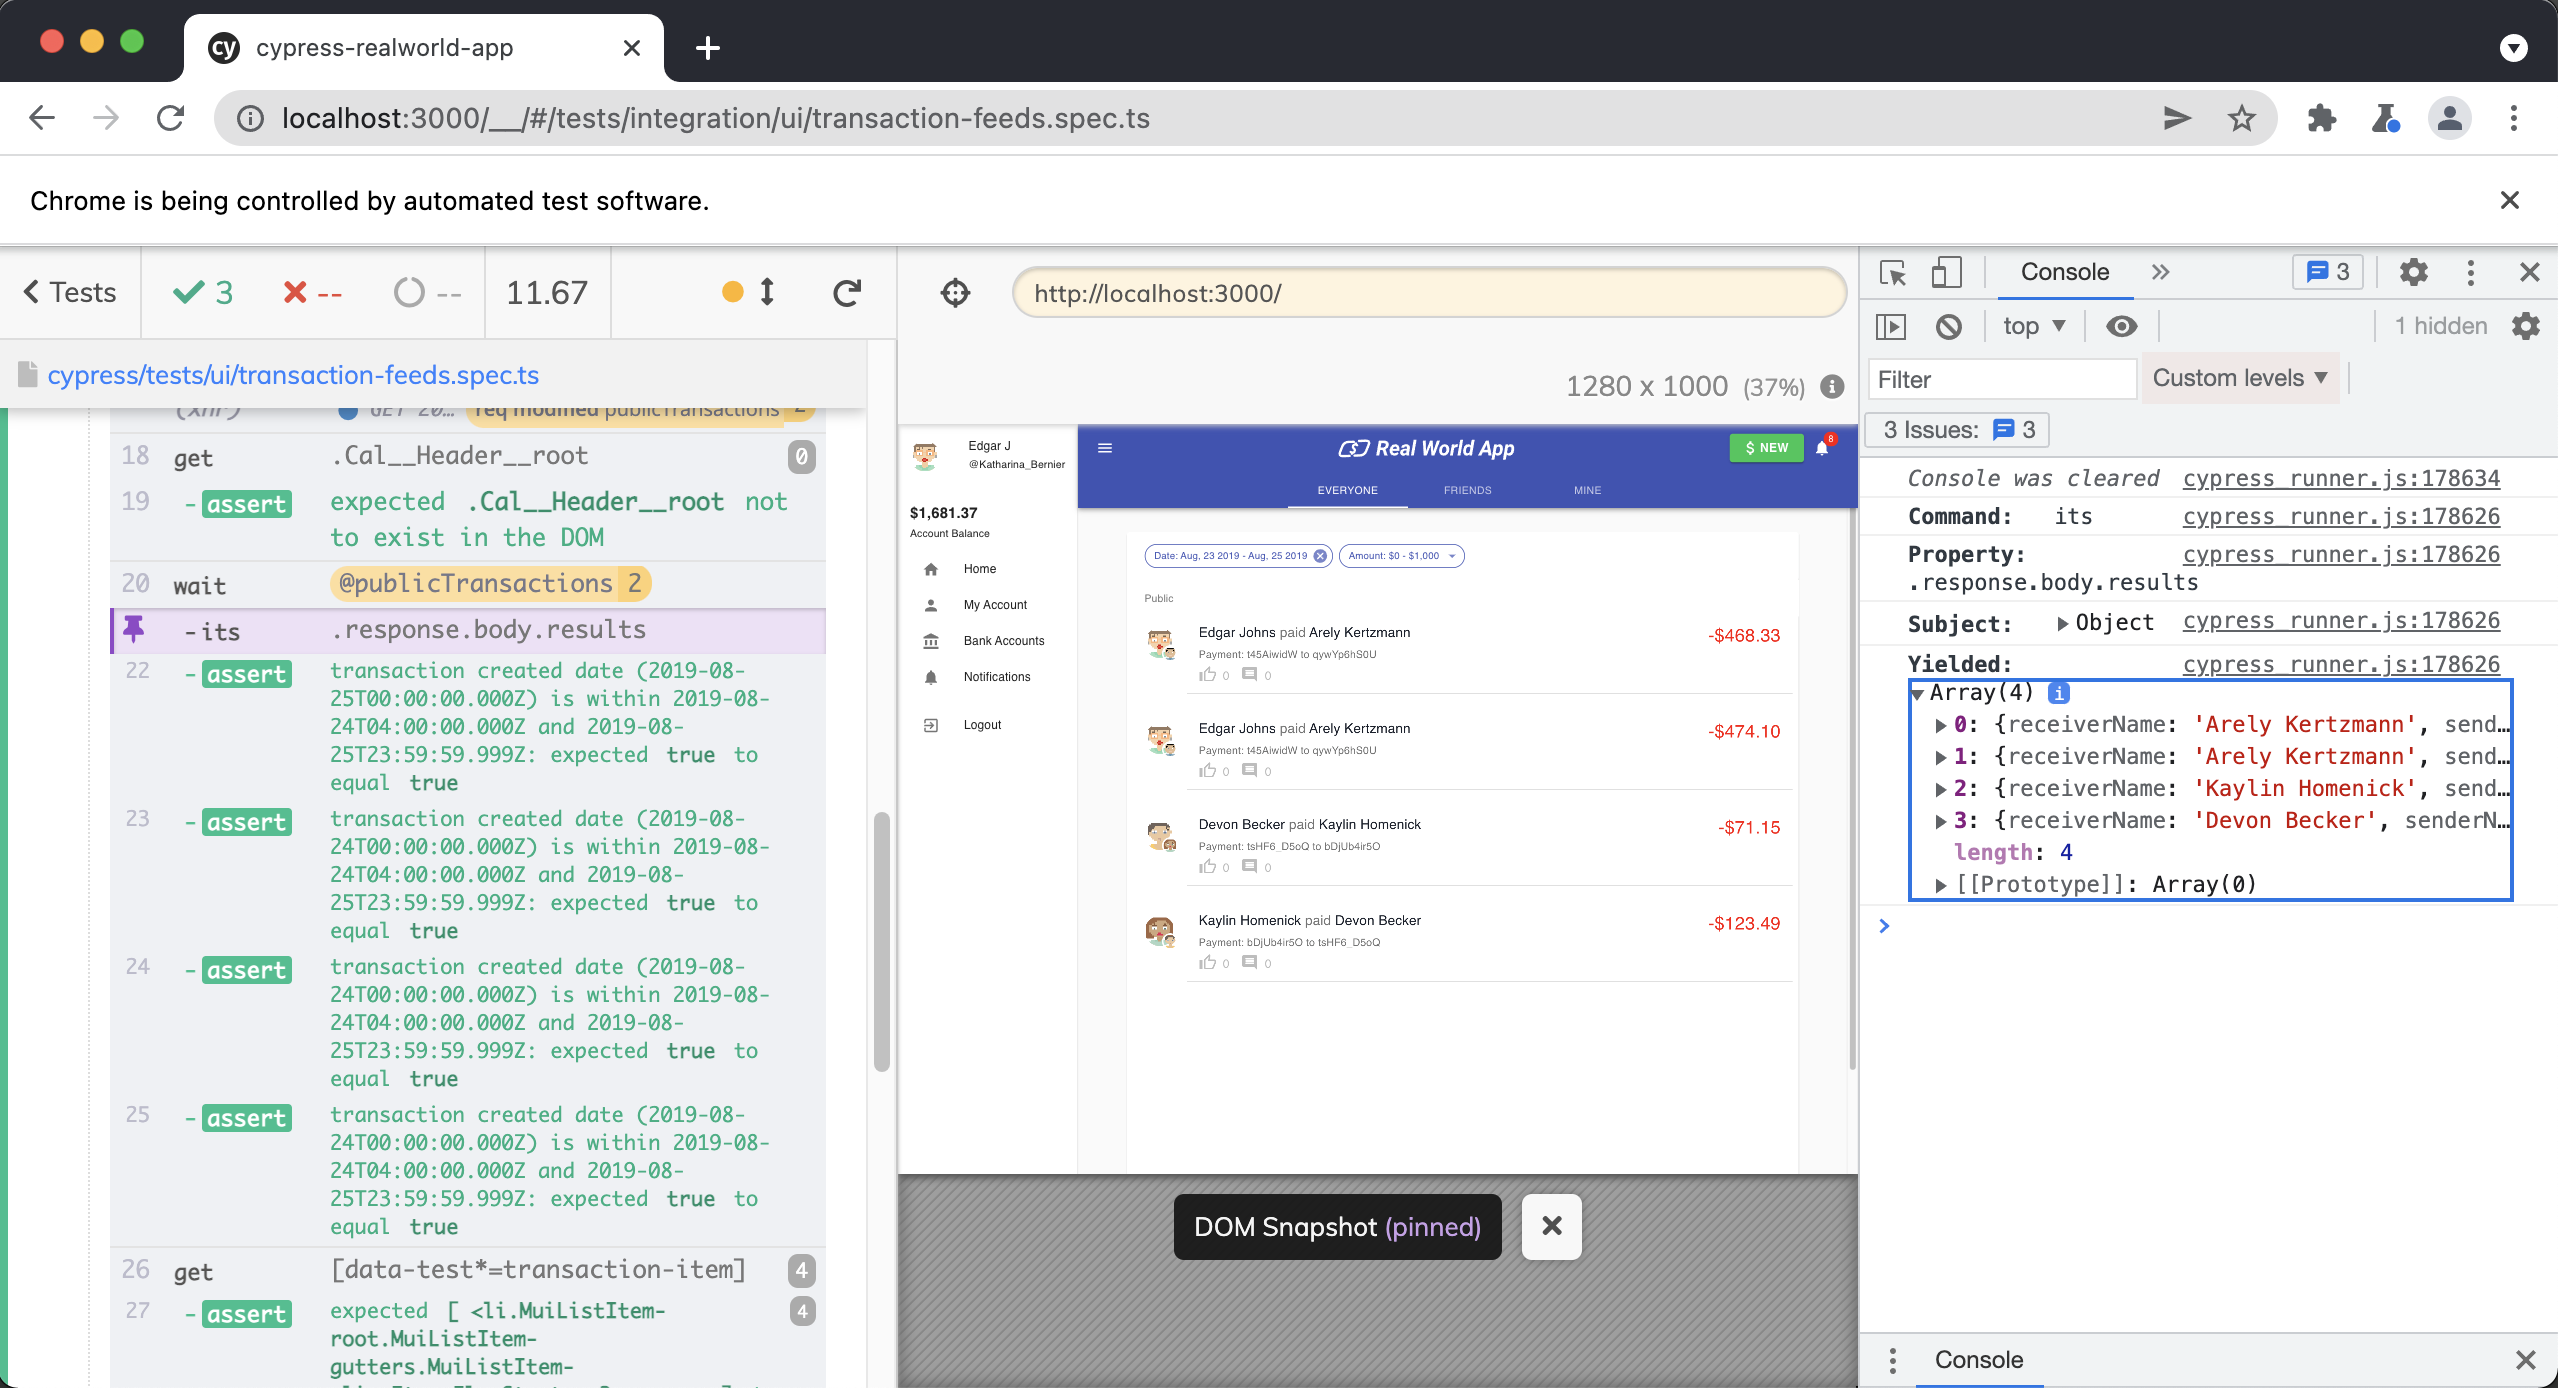 cy cypress-realworld-app
localhost:3000/__/#/tests/integration/ui/transaction-feeds.spec.ts
Chrome is being controlled by automated test software.
Tests 3 -- -- 11.67
cypress/tests/ui/transaction-feeds.spec.ts
(xhr) GET 20… req modified publicTransactions 2
18 get .Cal__Header__root 0
19 -assert expected .Cal__Header__root not
to exist in the DOM
20 wait @publicTransactions 2
-its .response.body.results
22 -assert transaction created date (2019-08-
25T00:00:00.000Z) is within 2019-08-
24T04:00:00.000Z and 2019-08-
25T23:59:59.999Z: expected true to
equal true
23 -assert transaction created date (2019-08-
24T00:00:00.000Z) is within 2019-08-
24T04:00:00.000Z and 2019-08-
25T23:59:59.999Z: expected true to
equal true
24 -assert transaction created date (2019-08-
24T00:00:00.000Z) is within 2019-08-
24T04:00:00.000Z and 2019-08-
25T23:59:59.999Z: expected true to
equal true
25 -assert transaction created date (2019-08-
24T00:00:00.000Z) is within 2019-08-
24T04:00:00.000Z and 2019-08-
25T23:59:59.999Z: expected true to
equal true
26 get [data-test*=transaction-item] 4
27 -assert expected [ <li.MuiListItem- 4
root.MuiListItem-
gutters.MuiListItem-
http://localhost:3000/
1280 x 1000 (37%)
Edgar J
@Katharina_Bernier
$1,681.37
Account Balance
Home
My Account
Bank Accounts
Notifications
Logout
Real World App
$ NEW
8
EVERYONE FRIENDS MINE
Date: Aug, 23 2019 - Aug, 25 2019 Amount: $0 - $1,000
Public
Edgar Johns paid Arely Kertzmann -$468.33
Payment: t45AiwidW to qywYp6hS0U
0 0
Edgar Johns paid Arely Kertzmann -$474.10
Payment: t45AiwidW to qywYp6hS0U
0 0
Devon Becker paid Kaylin Homenick -$71.15
Payment: tsHF6_D5oQ to bDjUb4ir5O
0 0
Kaylin Homenick paid Devon Becker -$123.49
Payment: bDjUb4ir5O to tsHF6_D5oQ
0 0
DOM Snapshot (pinned)
Console 3
top 1 hidden
Filter Custom levels
3 Issues: 3
Console was cleared cypress_runner.js:178634
Command: its cypress_runner.js:178626
Property: cypress_runner.js:178626
.response.body.results
Subject: Object cypress_runner.js:178626
Yielded: cypress_runner.js:178626
Array(4) i
0: {receiverName: 'Arely Kertzmann', send…
1: {receiverName: 'Arely Kertzmann', send…
2: {receiverName: 'Kaylin Homenick', send…
3: {receiverName: 'Devon Becker', senderN…
length: 4
[[Prototype]]: Array(0)
Console